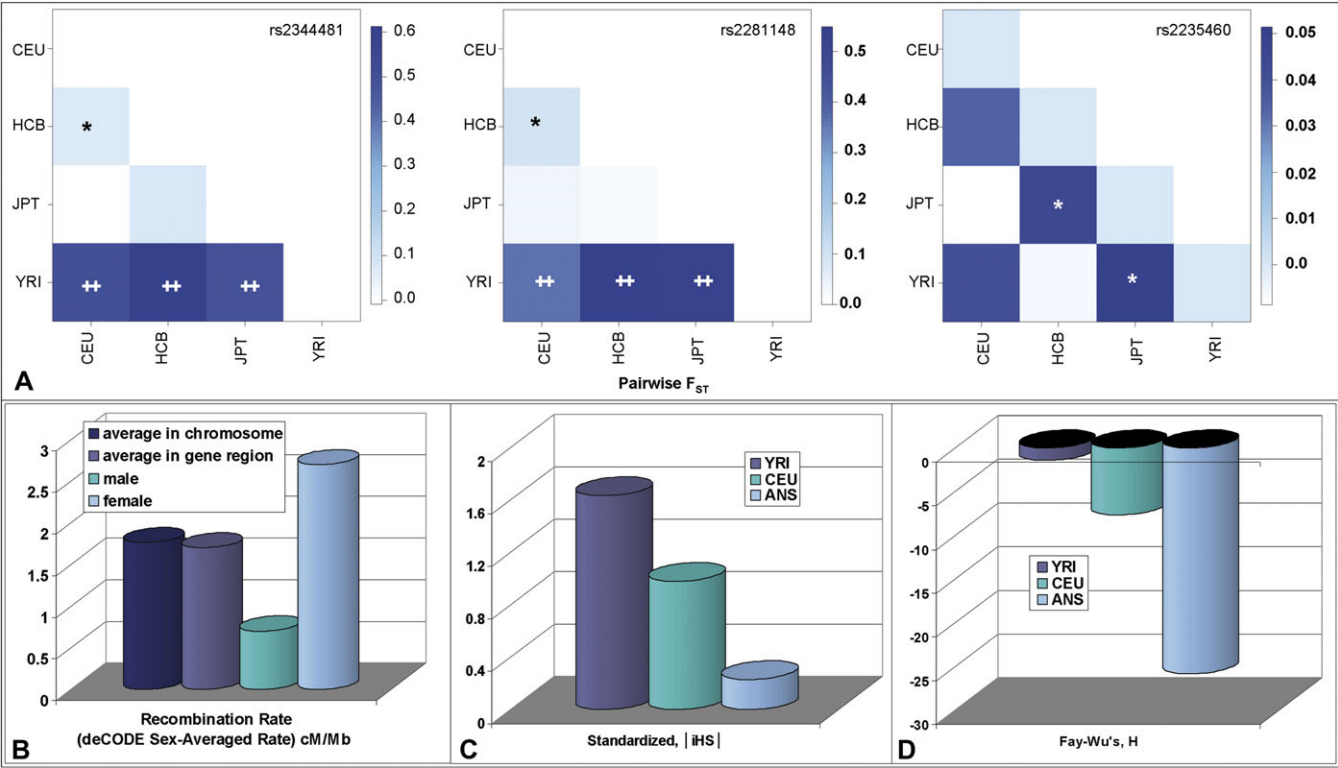 rs2344481
CEU
HCB
JPT
YRI
*
‡‡ ‡‡ ‡‡
CEU HCB JPT YRI
0.6
0.5
0.4
0.3
0.2
0.1
0.0
rs2281148
CEU
HCB
JPT
YRI
*
‡‡ ‡‡ ‡‡
CEU HCB JPT YRI
0.5
0.4
0.3
0.2
0.1
0.0
rs2235460
CEU
HCB
JPT
YRI
*
*
CEU HCB JPT YRI
0.05
0.04
0.03
0.02
0.01
0.0
A
Pairwise FST
average in chromosome
average in gene region
male
female
3
2.5
2
1.5
1
0.5
0
Recombination Rate
(deCODE Sex-Averaged Rate) cM/Mb
B
YRI
CEU
ANS
2
1.6
1.2
0.8
0.4
0
Standardized, |iHS|
C
0
-5
-10
-15
-20
-25
-30
YRI
CEU
ANS
Fay-Wu's, H
D